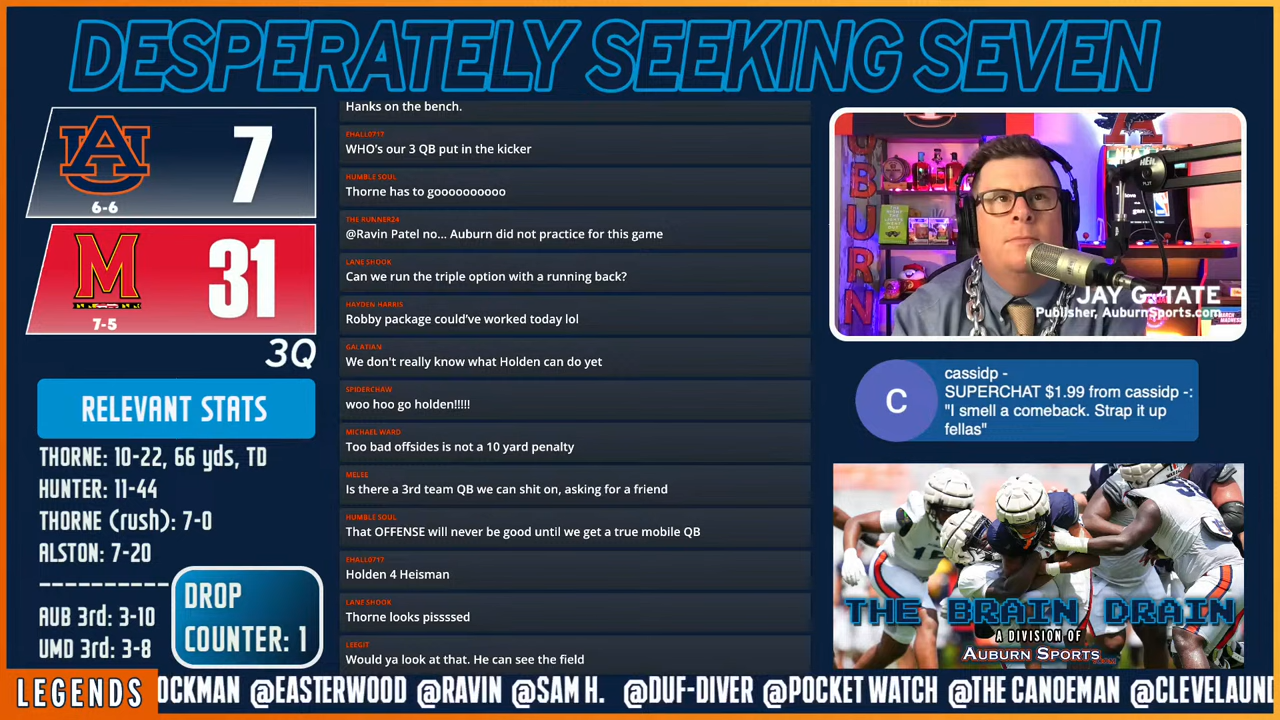 DESPERATELY SEEKING SEVEN
7
6-6
31
7-5
3Q
RELEVANT STATS
THORNE: 10-22, 66 yds, TD
HUNTER: 11-44
THORNE (rush): 7-0
ALSTON: 7-20
----------
AUB 3rd: 3-10
UMD 3rd: 3-8
DROP
COUNTER: 1
Hanks on the bench.
EHALL0717
WHO's our 3 QB put in the kicker
HUMBLE SOUL
Thorne has to goooooooooo
THE RUNNER24
@Ravin Patel no... Auburn did not practice for this game
LANE SHOOK
Can we run the triple option with a running back?
HAYDEN HARRIS
Robby package could've worked today lol
GALATIAN
We don't really know what Holden can do yet
SPIDERCHAW
woo hoo go holden!!!!!
MICHAEL WARD
Too bad offsides is not a 10 yard penalty
MELEE
Is there a 3rd team QB we can shit on, asking for a friend
HUMBLE SOUL
That OFFENSE will never be good until we get a true mobile QB
EHALL0717
Holden 4 Heisman
LANE SHOOK
Thorne looks pisssssed
LEEGIT
Would ya look at that. He can see the field
UBURN
JAY G. TATE
Publisher, AuburnSports.com
C
cassidp -
SUPERCHAT $1.99 from cassidp -:
"I smell a comeback. Strap it up
fellas"
THE BRAIN DRAIN
A DIVISION OF
AUBURN SPORTS.COM
LEGENDS
OCKMAN @EASTERWOOD @RAVIN @SAM H. @DUF-DIVER @POCKET WATCH @THE CANOEMAN @CLEVELAUND